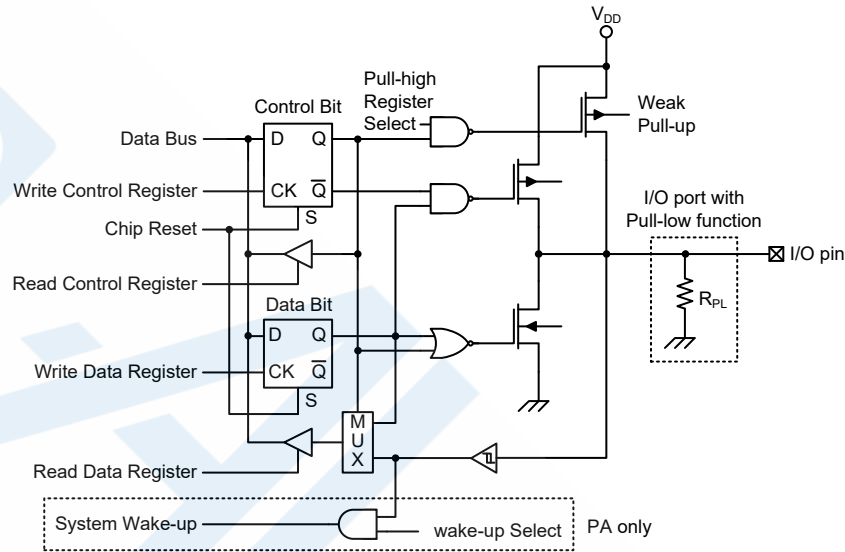 V_DD
Pull-high
Register
Select
Control Bit
Weak
Pull-up
Data Bus
D
Q
Write Control Register
CK
Q̅
S
I/O port with
Pull-low function
Chip Reset
I/O pin
Read Control Register
R_PL
Data Bit
D
Q
Write Data Register
CK
Q̅
S
M
U
X
Read Data Register
System Wake-up
wake-up Select
PA only